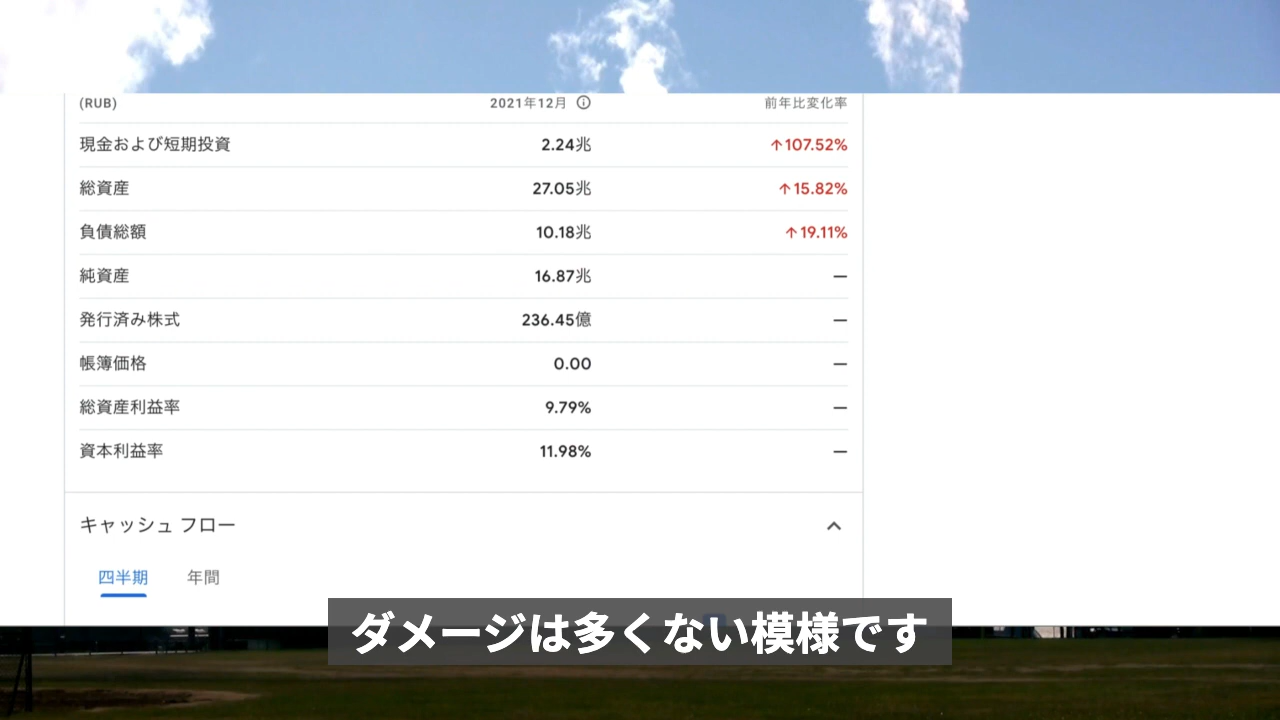 (RUB) 2021年12月 前年比変化率
現金および短期投資 2.24兆 ↑107.52%
総資産 27.05兆 ↑15.82%
負債総額 10.18兆 ↑19.11%
純資産 16.87兆 —
発行済み株式 236.45億 —
帳簿価格 0.00 —
総資産利益率 9.79% —
資本利益率 11.98% —
キャッシュ フロー
四半期 年間
ダメージは多くない模様です